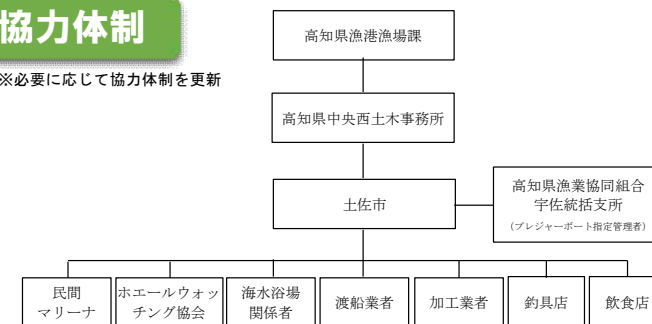 協力体制
※必要に応じて協力体制を更新
高知県漁港漁場課
高知県中央西土木事務所
土佐市
高知県漁業協同組合
宇佐統括支所
(プレジャーボート指定管理者)
民間
マリーナ
ホエールウォッ
チング協会
海水浴場
関係者
渡船業者
加工業者
釣具店
飲食店